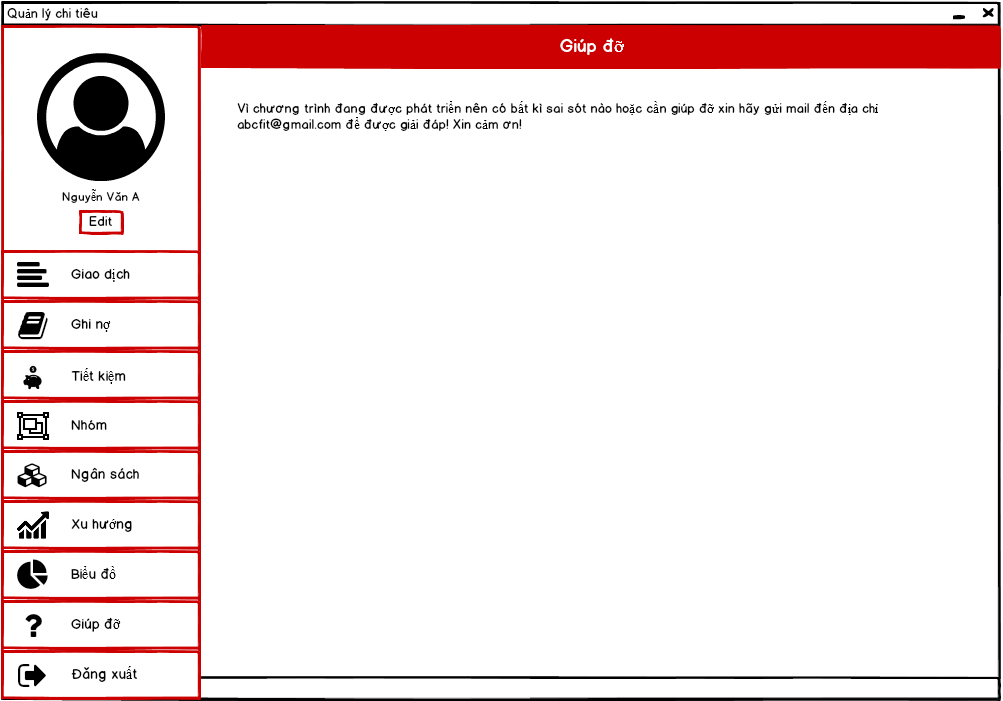 Quản lý chi tiêu
Giúp đỡ
Vì chương trình đang được phát triển nên có bất kì sai sót nào hoặc cần giúp đỡ xin hãy gửi mail đến địa chỉ
abcfit@gmail.com để được giải đáp! Xin cảm ơn!
Nguyễn Văn A
Edit
Giao dịch
Ghi nợ
Tiết kiệm
Nhóm
Ngân sách
Xu hướng
Biểu đồ
Giúp đỡ
Đăng xuất